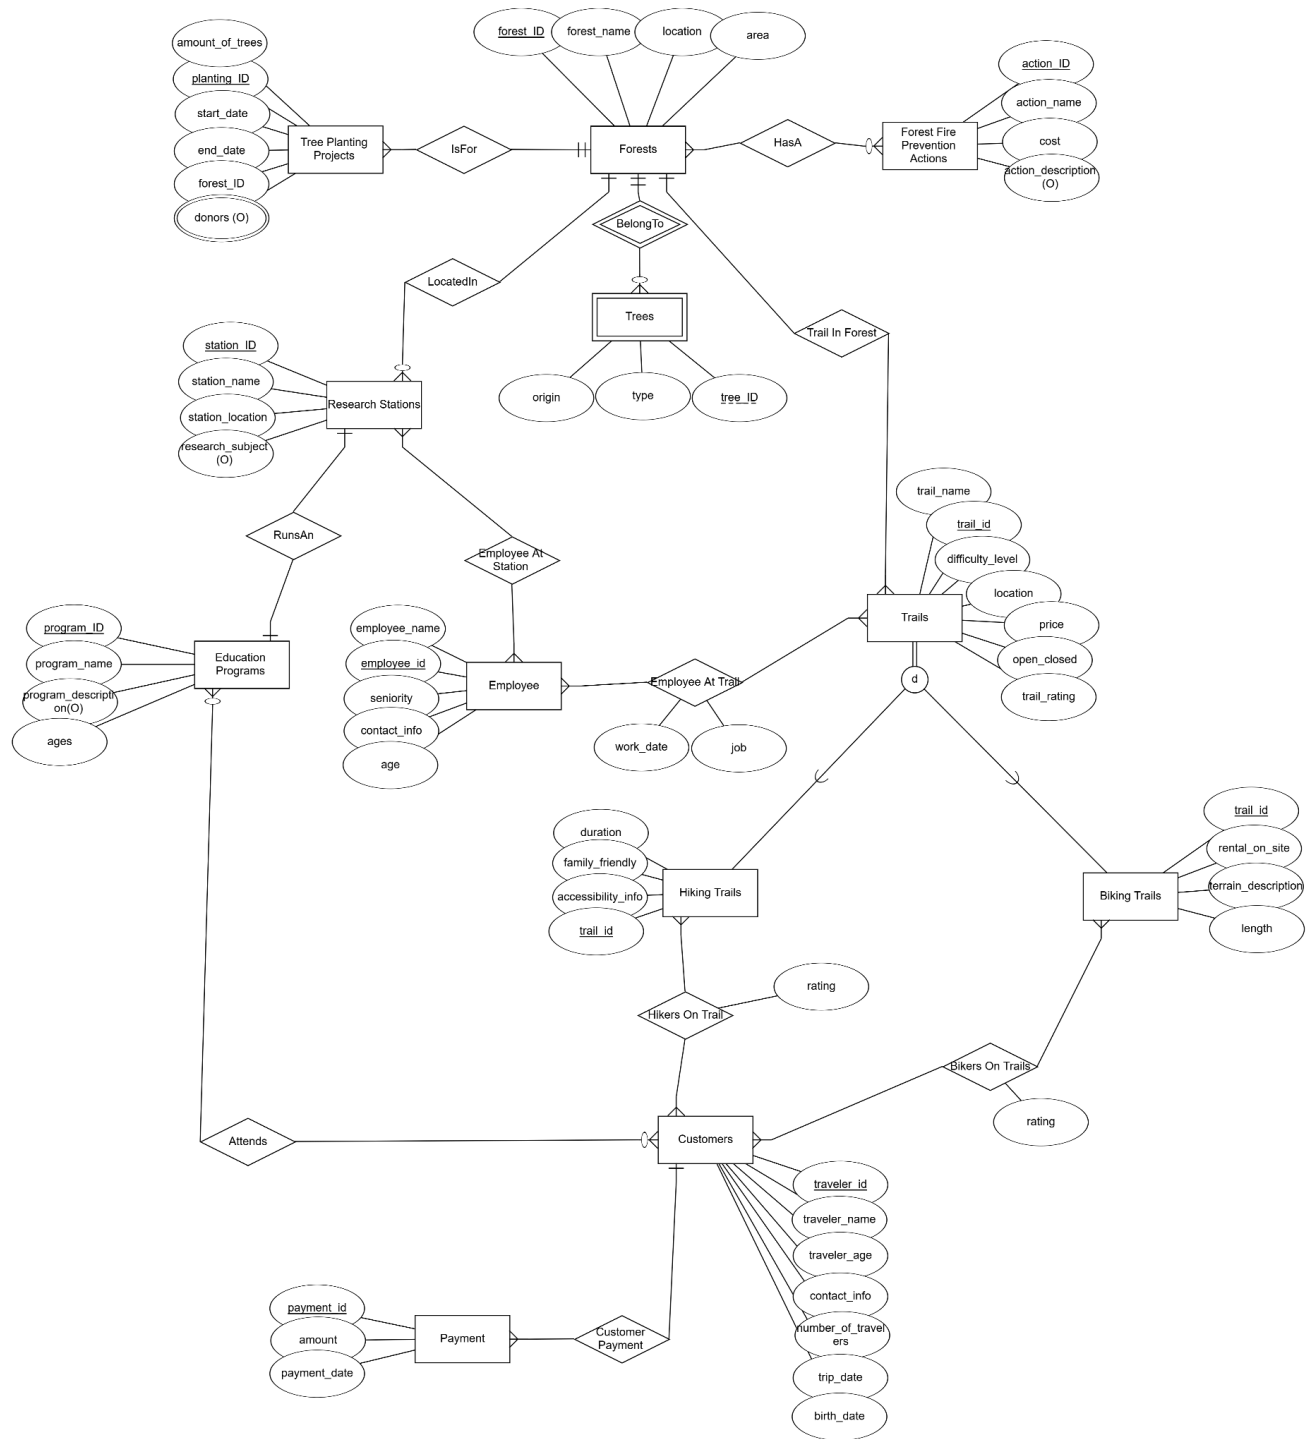 amount_of_trees
planting_ID
start_date
end_date
forest_ID
donors (O)
Tree Planting
Projects
IsFor
forest_ID
forest_name
location
area
Forests
HasA
Forest Fire
Prevention
Actions
action_ID
action_name
cost
action_description
(O)
BelongTo
LocatedIn
Trees
origin
type
tree_ID
Trail In Forest
station_ID
station_name
station_location
research_subject
(O)
Research Stations
RunsAn
Employee At
Station
program_ID
program_name
program_descripti
on(O)
ages
Education
Programs
employee_name
employee_id
seniority
contact_info
age
Employee
Employee At Trail
work_date
job
trail_name
trail_id
difficulty_level
location
price
open_closed
trail_rating
Trails
d
duration
family_friendly
accessibility_info
trail_id
Hiking Trails
Biking Trails
trail_id
rental_on_site
terrain_description
length
rating
Hikers On Trail
Bikers On Trails
rating
Attends
Customers
traveler_id
traveler_name
traveler_age
contact_info
number_of_travel
ers
trip_date
birth_date
payment_id
amount
payment_date
Payment
Customer
Payment